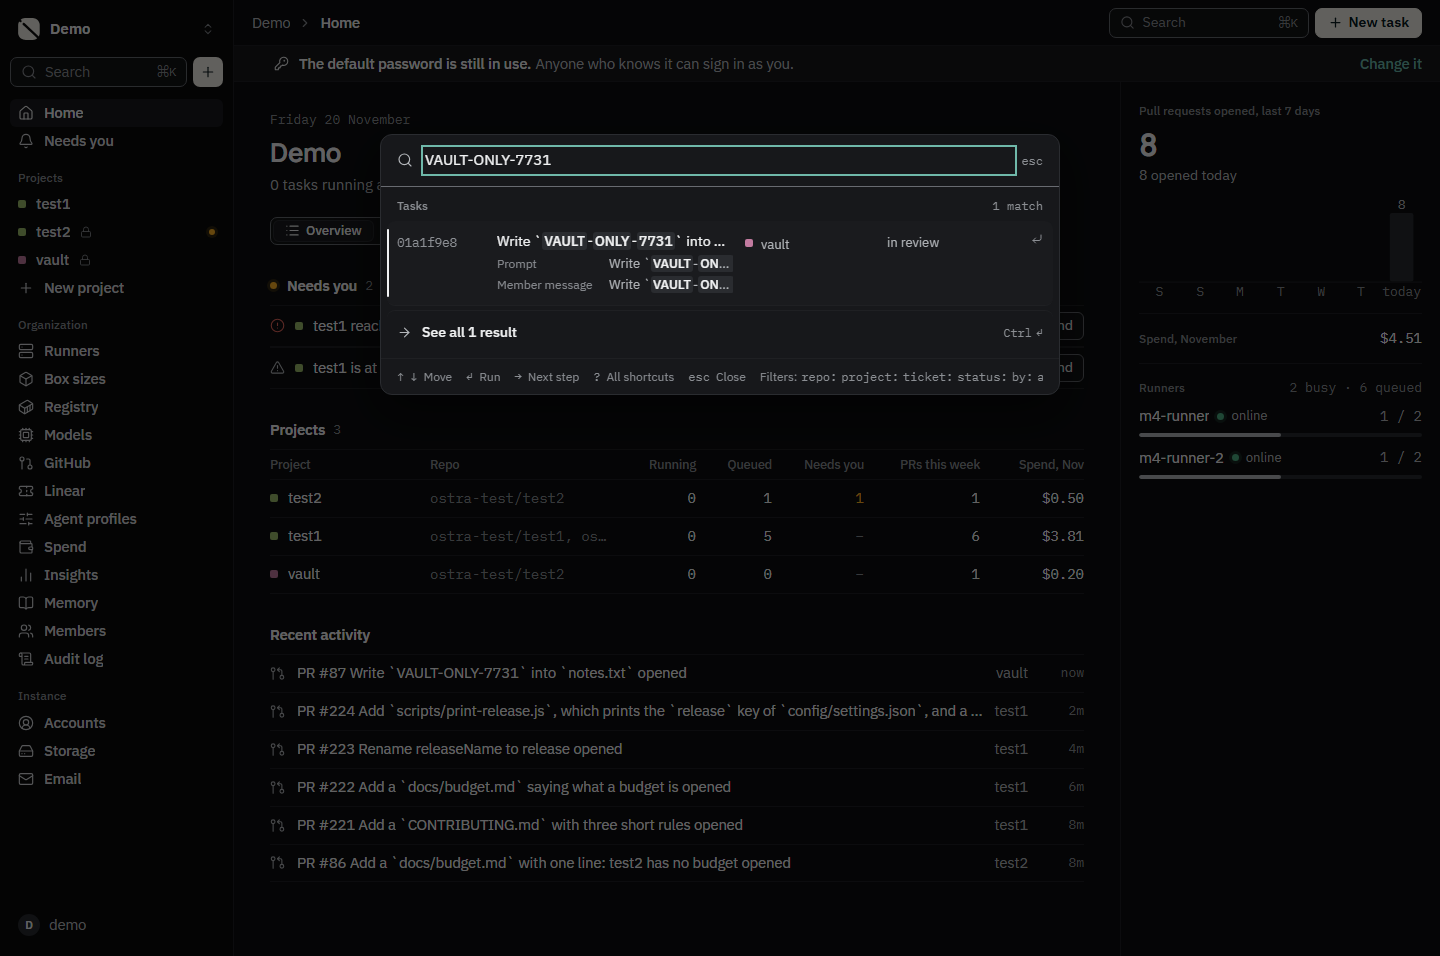 Demo
Search ⌘K
+
Home
Needs you
Projects
test1
test2
vault
New project
Organization
Runners
Box sizes
Registry
Models
GitHub
Linear
Agent profiles
Spend
Insights
Memory
Members
Audit log
Instance
Accounts
Storage
Email
D demo
Demo > Home
Search ⌘K
+ New task
The default password is still in use. Anyone who knows it can sign in as you. Change it
Friday 20 November
Demo
0 tasks running
Overview
Needs you 2
test1
test1 is at
VAULT-ONLY-7731 esc
Tasks 1 match
01a1f9e8 Write `VAULT-ONLY-7731` into … vault in review ↵
Prompt Write `VAULT-ON…
Member message Write `VAULT-ON…
→ See all 1 result Ctrl ↵
↑ ↓ Move ↵ Run → Next step ? All shortcuts esc Close Filters: repo: project: ticket: status: by: a
Projects 3
Project Repo Running Queued Needs you PRs this week Spend, Nov
test2 ostra-test/test2 0 1 1 1 $0.50
test1 ostra-test/test1, os… 0 5 – 6 $3.81
vault ostra-test/test2 0 0 – 1 $0.20
Recent activity
PR #87 Write `VAULT-ONLY-7731` into `notes.txt` opened vault now
PR #224 Add `scripts/print-release.js`, which prints the `release` key of `config/settings.json`, and a … test1 2m
PR #223 Rename releaseName to release opened test1 4m
PR #222 Add a `docs/budget.md` saying what a budget is opened test1 6m
PR #221 Add a `CONTRIBUTING.md` with three short rules opened test1 8m
PR #86 Add a `docs/budget.md` with one line: test2 has no budget opened test2 8m
Pull requests opened, last 7 days
8
8 opened today
8
S S M T W T today
Spend, November $4.51
Runners 2 busy · 6 queued
m4-runner online 1 / 2
m4-runner-2 online 1 / 2